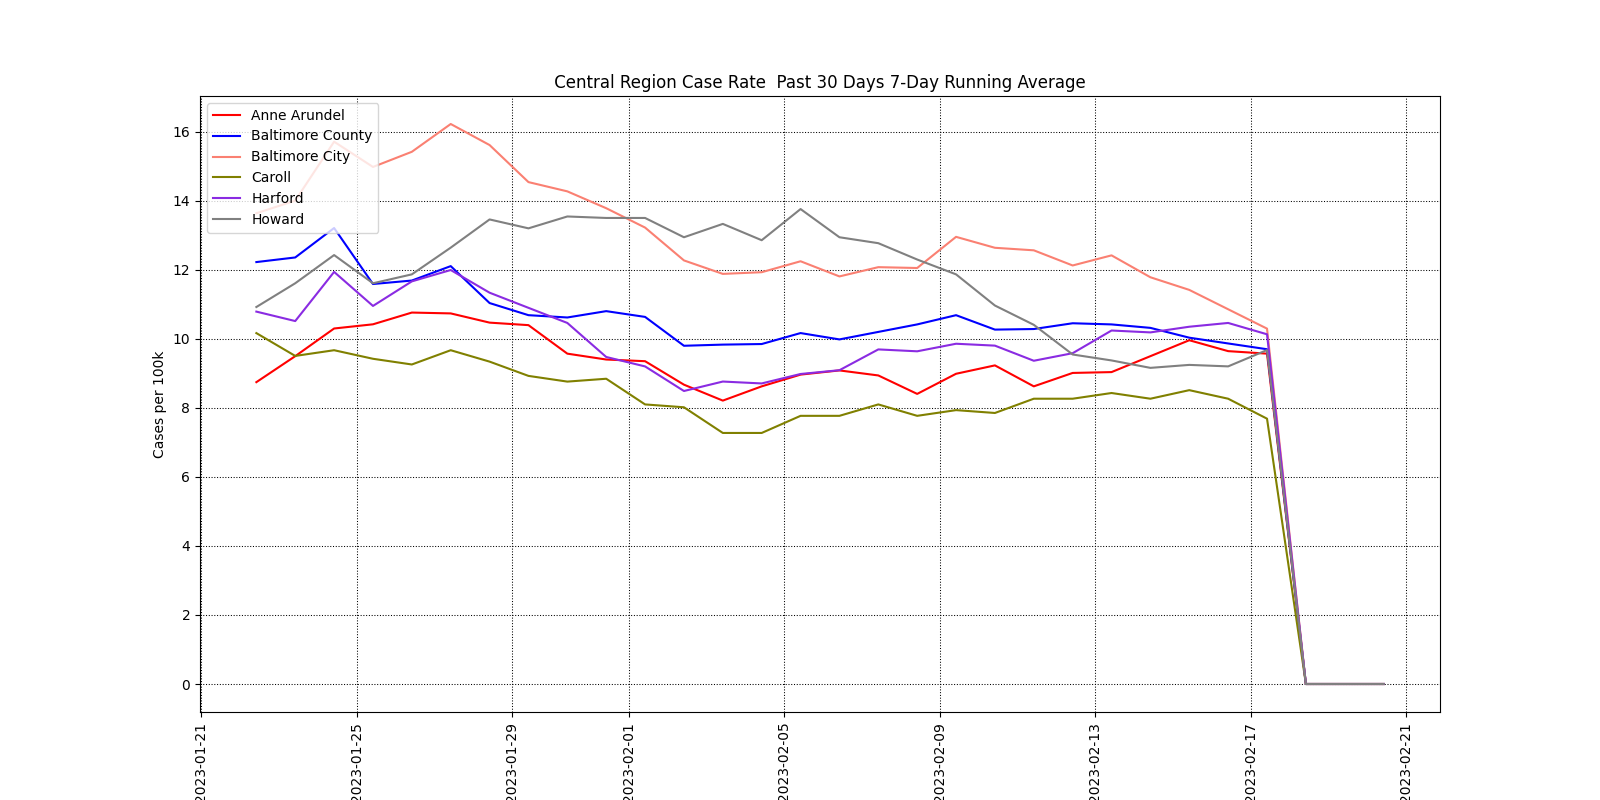 Central Region Case Rate  Past 30 Days 7-Day Running Average
Anne Arundel
Baltimore County
Baltimore City
Caroll
Harford
Howard
Cases per 100k
16
14
12
10
8
6
4
2
0
2023-01-21
2023-01-25
2023-01-29
2023-02-01
2023-02-05
2023-02-09
2023-02-13
2023-02-17
2023-02-21